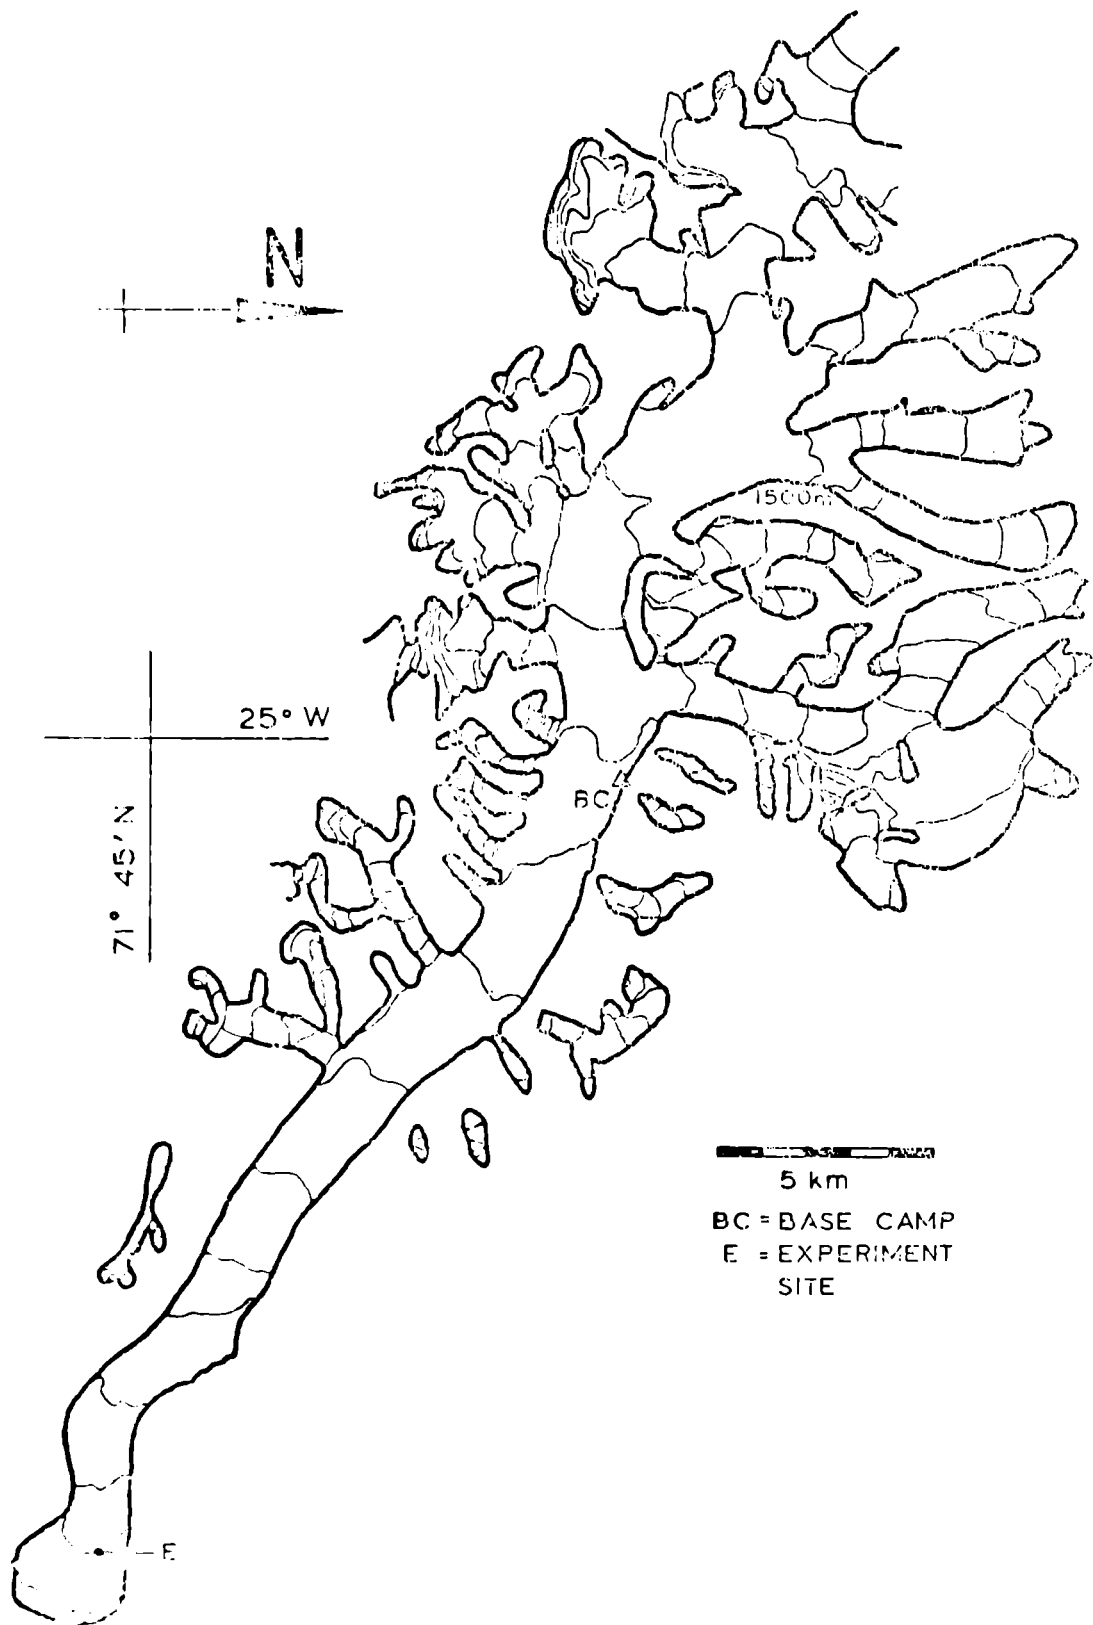 N
1500m
25° W
71° 45' N
BC
5 km
BC = BASE CAMP
E = EXPERIMENT
SITE
E